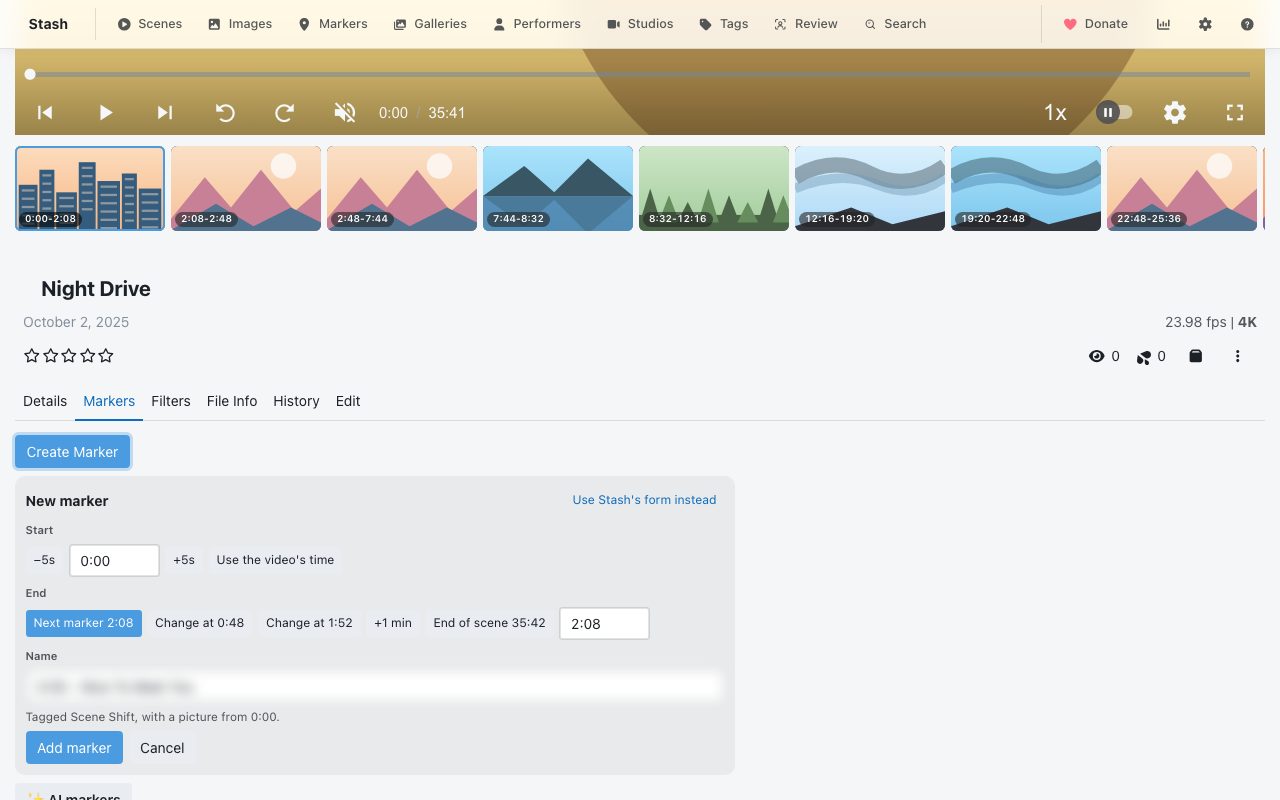 Stash Scenes Images Markers Galleries Performers Studios Tags Review Search Donate
0:00 / 35:41 1x
0:00-2:08 2:08-2:48 2:48-7:44 7:44-8:32 8:32-12:16 12:16-19:20 19:20-22:48 22:48-25:36
Night Drive
October 2, 2025 23.98 fps | 4K
0 0
Details Markers Filters File Info History Edit
Create Marker
New marker Use Stash's form instead
Start
−5s 0:00 +5s Use the video's time
End
Next marker 2:08 Change at 0:48 Change at 1:52 +1 min End of scene 35:42 2:08
Name
Tagged Scene Shift, with a picture from 0:00.
Add marker Cancel
✨ AI markers